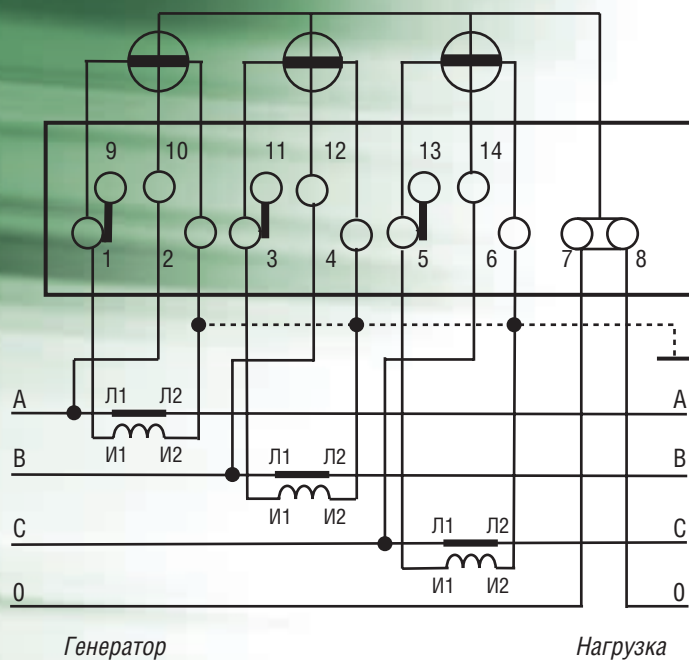 9 10 11 12 13 14
1 2 3 4 5 6 7 8
А Л1 Л2 А
И1 И2
В Л1 Л2 В
И1 И2
С Л1 Л2 С
И1 И2
0 0
Генератор Нагрузка